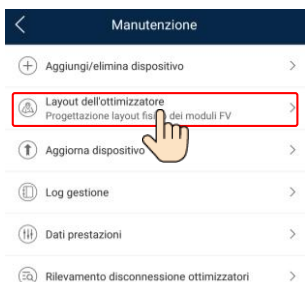 Manutenzione
Aggiungi/elimina dispositivo
Layout dell'ottimizzatore
Progettazione layout dei moduli FV
Aggiorna dispositivo
Log gestione
Dati prestazioni
Rilevamento disconnessione ottimizzatori